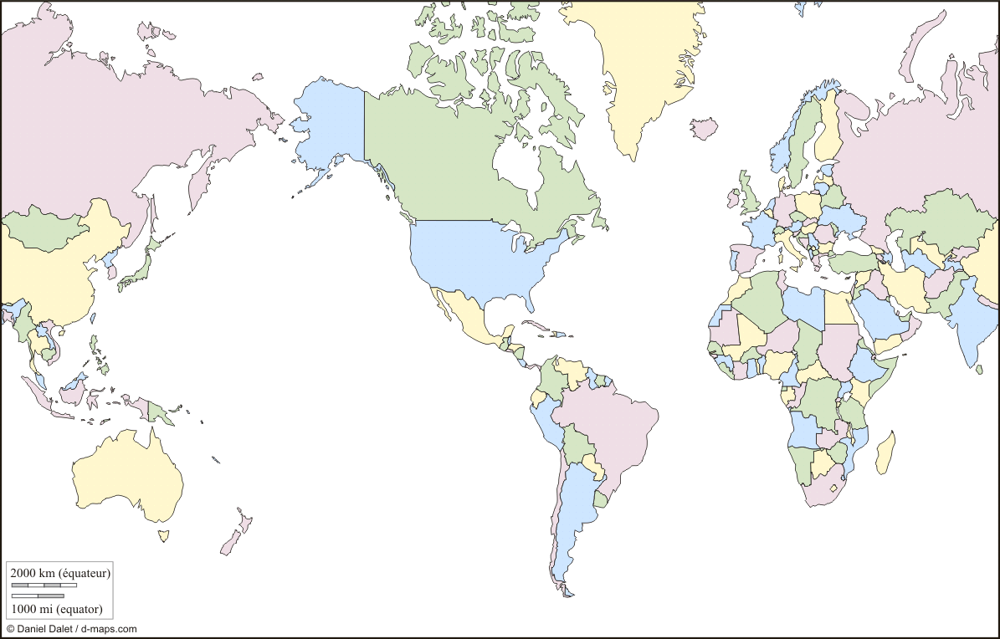 2000 km (équateur)
1000 mi (equator)
© Daniel Dalet / d-maps.com